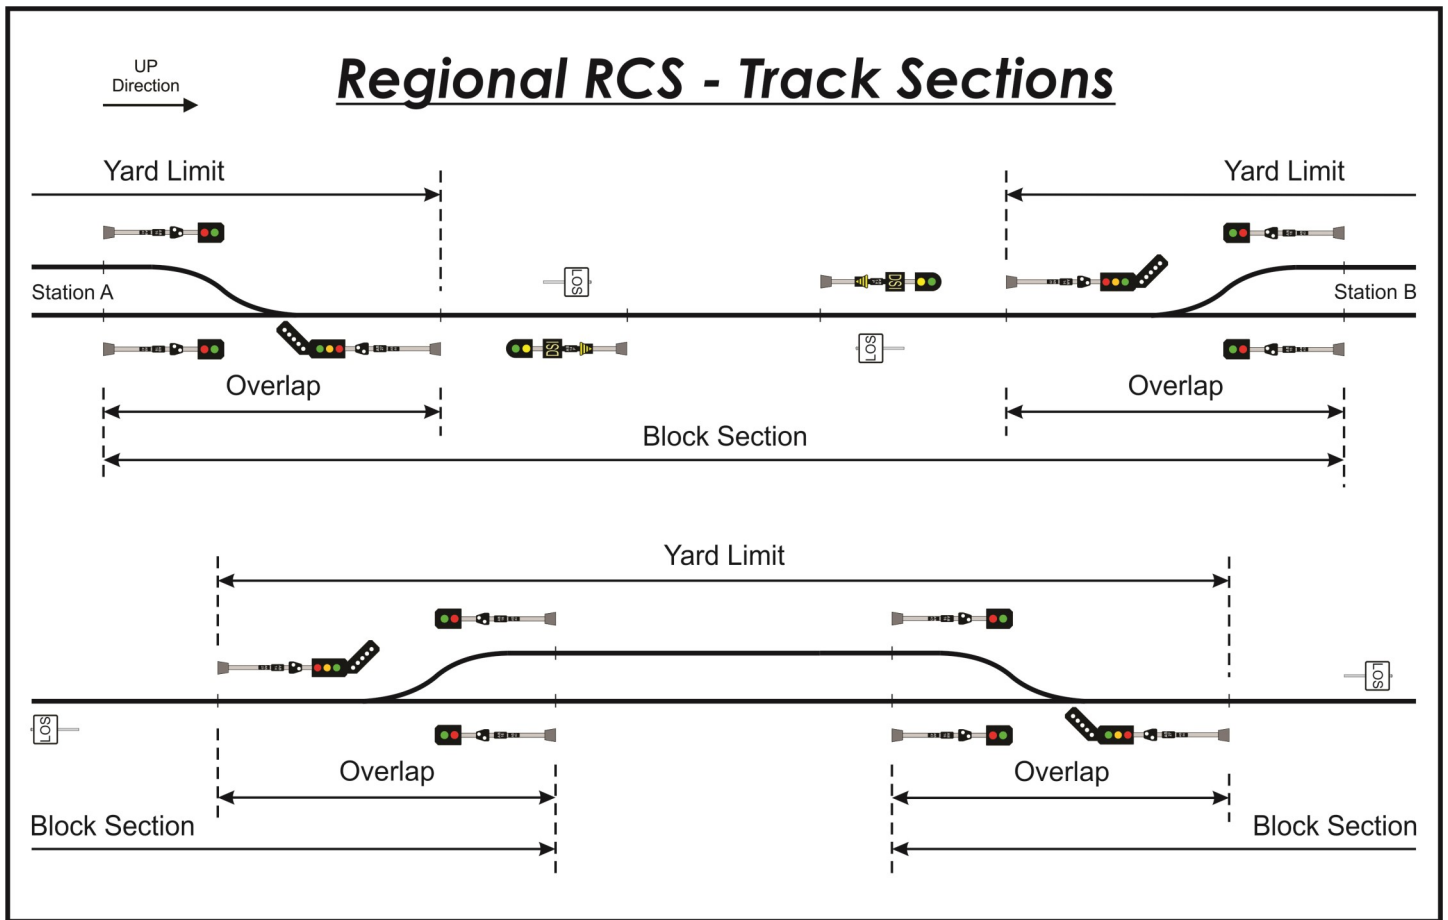 UP
Direction
Regional RCS - Track Sections
Yard Limit
Yard Limit
LOS
DSI
Station A
Station B
DSI
LOS
Overlap
Overlap
Block Section
Yard Limit
LOS
LOS
Overlap
Overlap
Block Section
Block Section